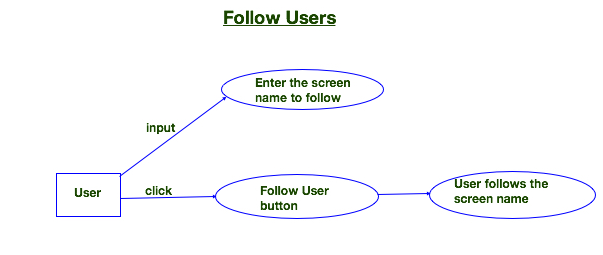 Follow Users
Enter the screen
name to follow
input
User
click
Follow User
button
User follows the
screen name